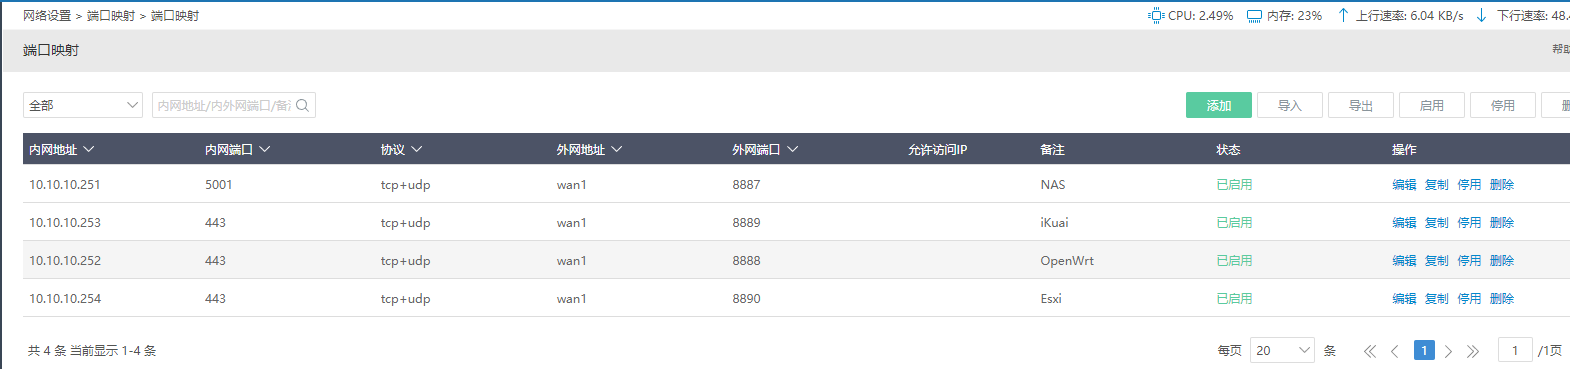 网络设置 > 端口映射 > 端口映射 CPU: 2.49% 内存: 23% 上行速率: 6.04 KB/s 下行速率: 48.
端口映射 帮助
全部 内网地址/内外网端口/备 添加 导入 导出 启用 停用
内网地址 内网端口 协议 外网地址 外网端口 允许访问IP 备注 状态 操作
10.10.10.251 5001 tcp+udp wan1 8887 NAS 已启用 编辑 复制 停用 删除
10.10.10.253 443 tcp+udp wan1 8889 iKuai 已启用 编辑 复制 停用 删除
10.10.10.252 443 tcp+udp wan1 8888 OpenWrt 已启用 编辑 复制 停用 删除
10.10.10.254 443 tcp+udp wan1 8890 Esxi 已启用 编辑 复制 停用 删除
共 4 条 当前显示 1-4 条 每页 20 条 1 1 /1页